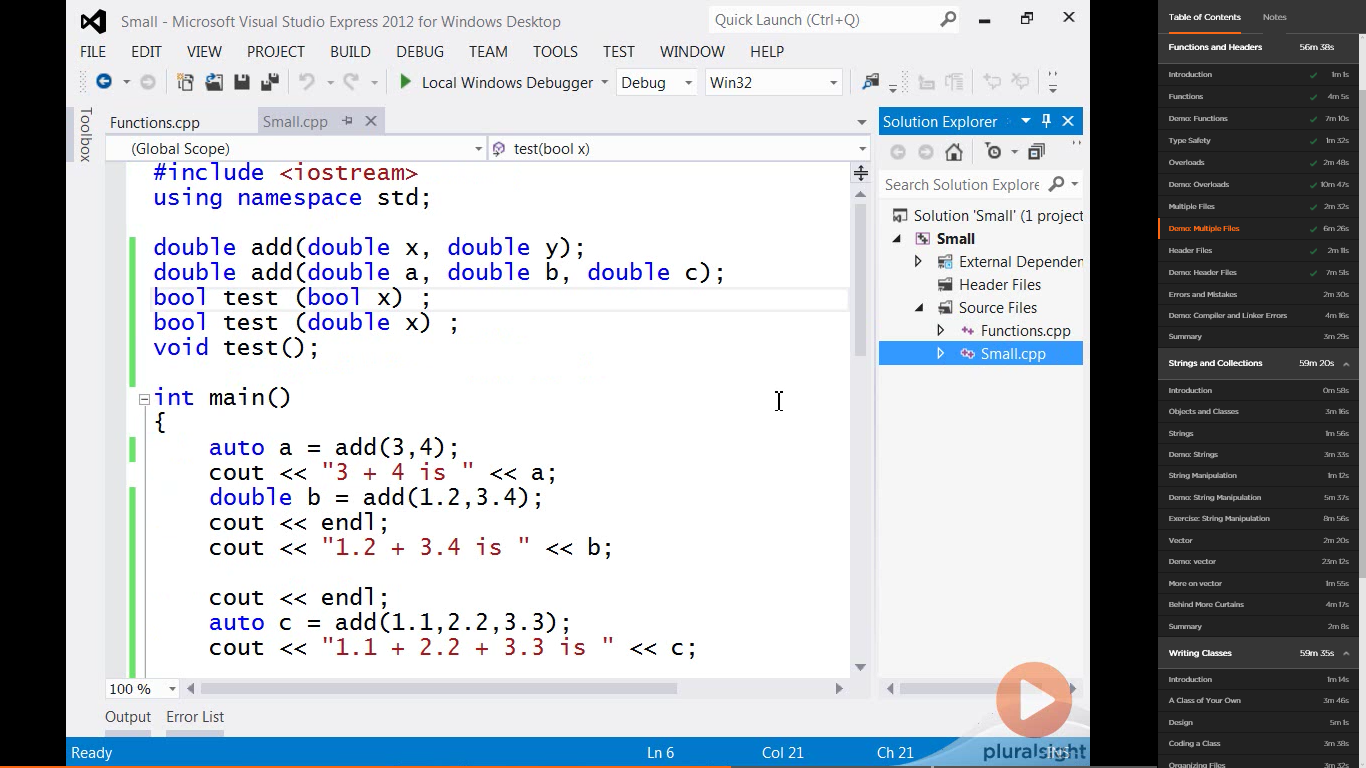 Small - Microsoft Visual Studio Express 2012 for Windows Desktop
Quick Launch (Ctrl+Q)
FILE EDIT VIEW PROJECT BUILD DEBUG TEAM TOOLS TEST WINDOW HELP
Local Windows Debugger Debug Win32
Toolbox
Functions.cpp Small.cpp
(Global Scope) test(bool x)
#include <iostream>
using namespace std;
double add(double x, double y);
double add(double a, double b, double c);
bool test (bool x) ;
bool test (double x) ;
void test();
int main()
{
auto a = add(3,4);
cout << "3 + 4 is " << a;
double b = add(1.2,3.4);
cout << endl;
cout << "1.2 + 3.4 is " << b;
cout << endl;
auto c = add(1.1,2.2,3.3);
cout << "1.1 + 2.2 + 3.3 is " << c;
100 %
Output Error List
Ready Ln 6 Col 21 Ch 21
Solution Explorer
Search Solution Explore
Solution 'Small' (1 project
Small
External Depender
Header Files
Source Files
Functions.cpp
Small.cpp
pluralsight
Table of Contents Notes
Functions and Headers 56m 38s
Introduction 1m 1s
Functions 4m 5s
Demo: Functions 7m 10s
Type Safety 1m 32s
Overloads 2m 48s
Demo: Overloads 10m 47s
Multiple Files 2m 32s
Demo: Multiple Files 6m 26s
Header Files 2m 11s
Demo: Header Files 7m 51s
Errors and Mistakes 2m 30s
Demo: Compiler and Linker Errors 4m 16s
Summary 3m 29s
Strings and Collections 59m 20s
Introduction 0m 58s
Objects and Classes 3m 16s
Strings 1m 56s
Demo: Strings 3m 33s
String Manipulation 1m 12s
Demo: String Manipulation 5m 37s
Exercise: String Manipulation 8m 56s
Vector 2m 20s
Demo: vector 23m 12s
More on vector 1m 55s
Behind More Curtains 4m 17s
Summary 2m 8s
Writing Classes 59m 35s
Introduction 1m 14s
A Class of Your Own 3m 46s
Design 5m 1s
Coding a Class 3m 38s
Organizing Files 3m 32s